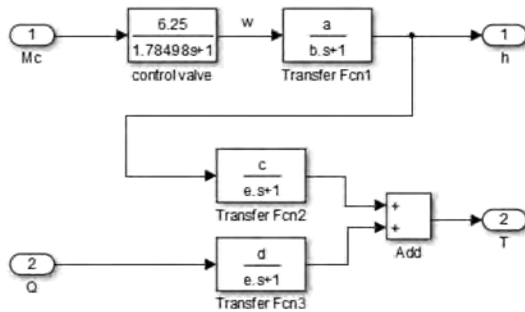 w
1
Mc
6.25
1.78498s+1
control valve
a
b.s+1
Transfer Fcn1
1
h
c
e.s+1
Transfer Fcn2
2
Q
d
e.s+1
Transfer Fcn3
+
+
Add
2
T